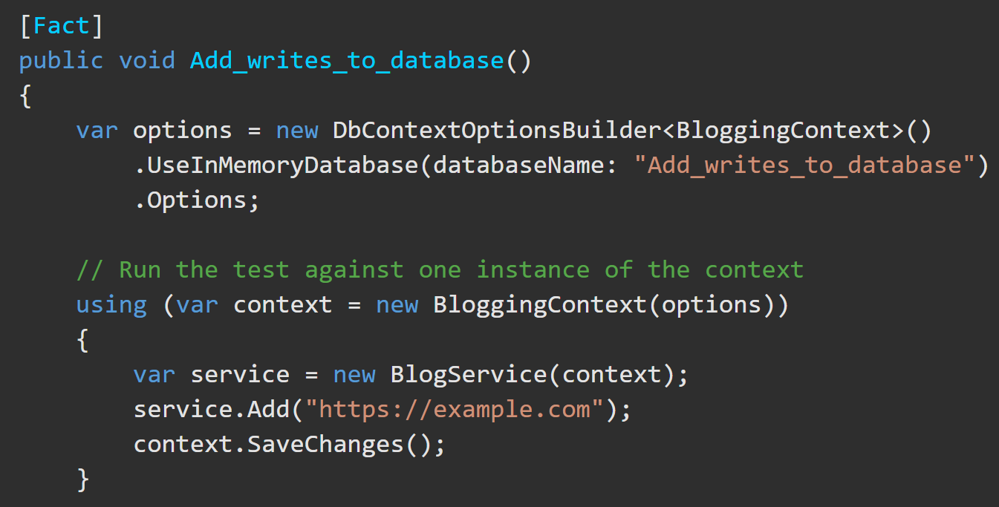 [Fact]
public void Add_writes_to_database()
{
    var options = new DbContextOptionsBuilder<BloggingContext>()
        .UseInMemoryDatabase(databaseName: "Add_writes_to_database")
        .Options;

    // Run the test against one instance of the context
    using (var context = new BloggingContext(options))
    {
        var service = new BlogService(context);
        service.Add("https://example.com");
        context.SaveChanges();
    }